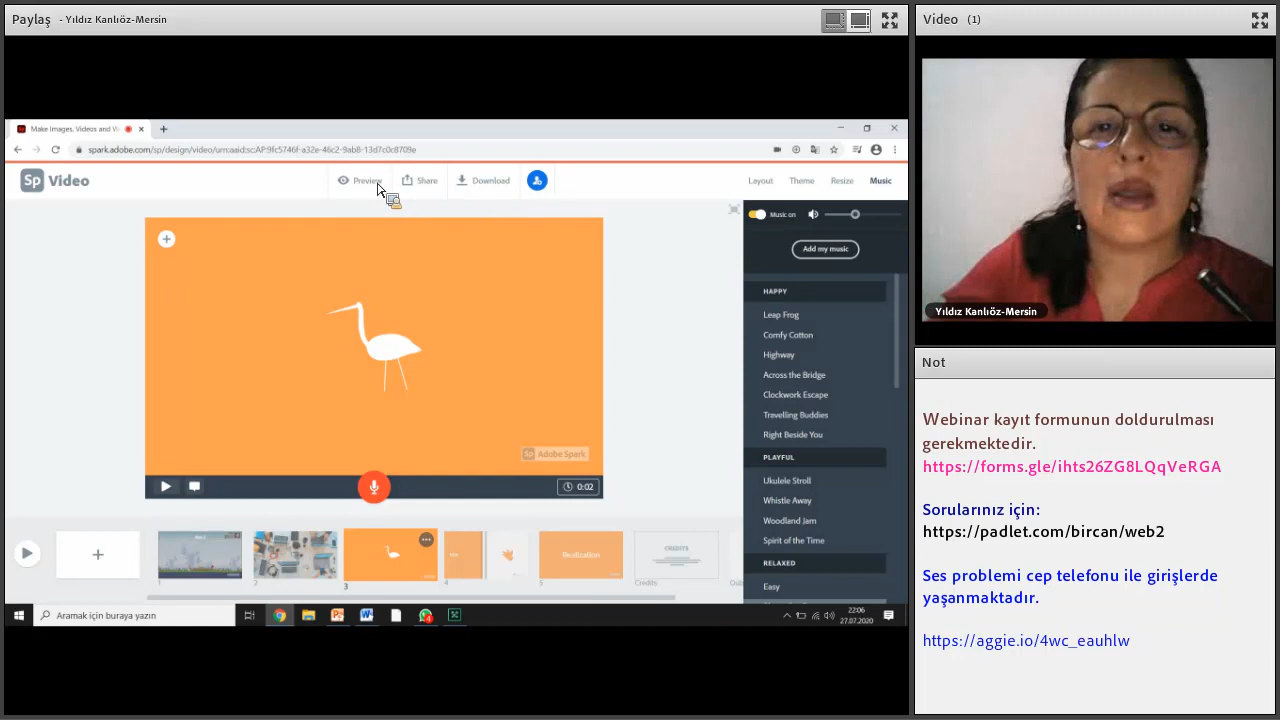 Paylaş - Yıldız Kanlıöz-Mersin
Make Images, Videos and W
spark.adobe.com/sp/design/video/urn:aaid:sc:AP:9fc5746f-a32e-46c2-9ab8-13d7c0c8709e
Sp Video
Preview
Share
Download
Layout
Theme
Resize
Music
Music on
Add my music
HAPPY
Leap Frog
Comfy Cotton
Highway
Across the Bridge
Clockwork Escape
Travelling Buddies
Right Beside You
PLAYFUL
Ukulele Stroll
Whistle Away
Woodland Jam
Spirit of the Time
RELAXED
Easy
Sp Adobe Spark
0:02
CREDITS
1
2
3
4
5
Credits
Aramak için buraya yazın
22:06
27.07.2020
Video (1)
Yıldız Kanlıöz-Mersin
Not
Webinar kayıt formunun doldurulması
gerekmektedir.
https://forms.gle/ihts26ZG8LQqVeRGA
Sorularınız için:
https://padlet.com/bircan/web2
Ses problemi cep telefonu ile girişlerde
yaşanmaktadır.
https://aggie.io/4wc_eauhlw